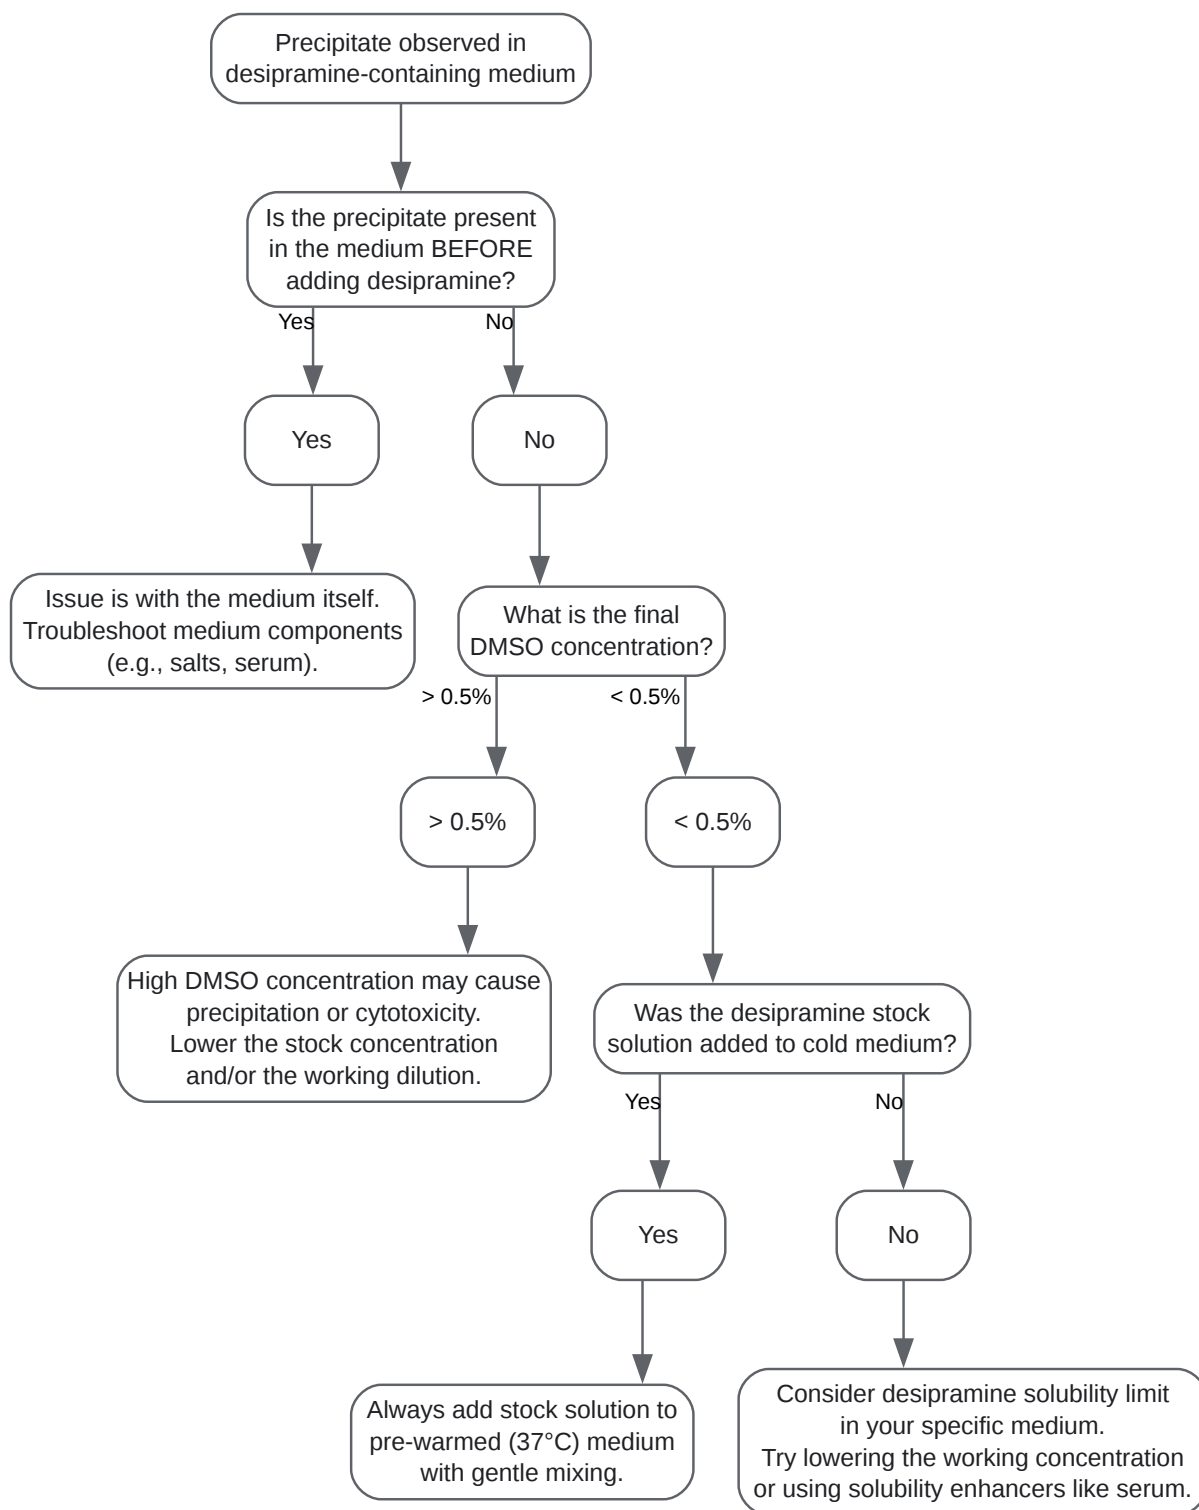 Precipitate observed in
desipramine-containing medium
Is the precipitate present
in the medium BEFORE
adding desipramine?
Yes
No
Yes
No
Issue is with the medium itself.
Troubleshoot medium components
(e.g., salts, serum).
What is the final
DMSO concentration?
> 0.5%
< 0.5%
> 0.5%
< 0.5%
High DMSO concentration may cause
precipitation or cytotoxicity.
Lower the stock concentration
and/or the working dilution.
Was the desipramine stock
solution added to cold medium?
Yes
No
Yes
No
Always add stock solution to
pre-warmed (37°C) medium
with gentle mixing.
Consider desipramine solubility limit
in your specific medium.
Try lowering the working concentration
or using solubility enhancers like serum.